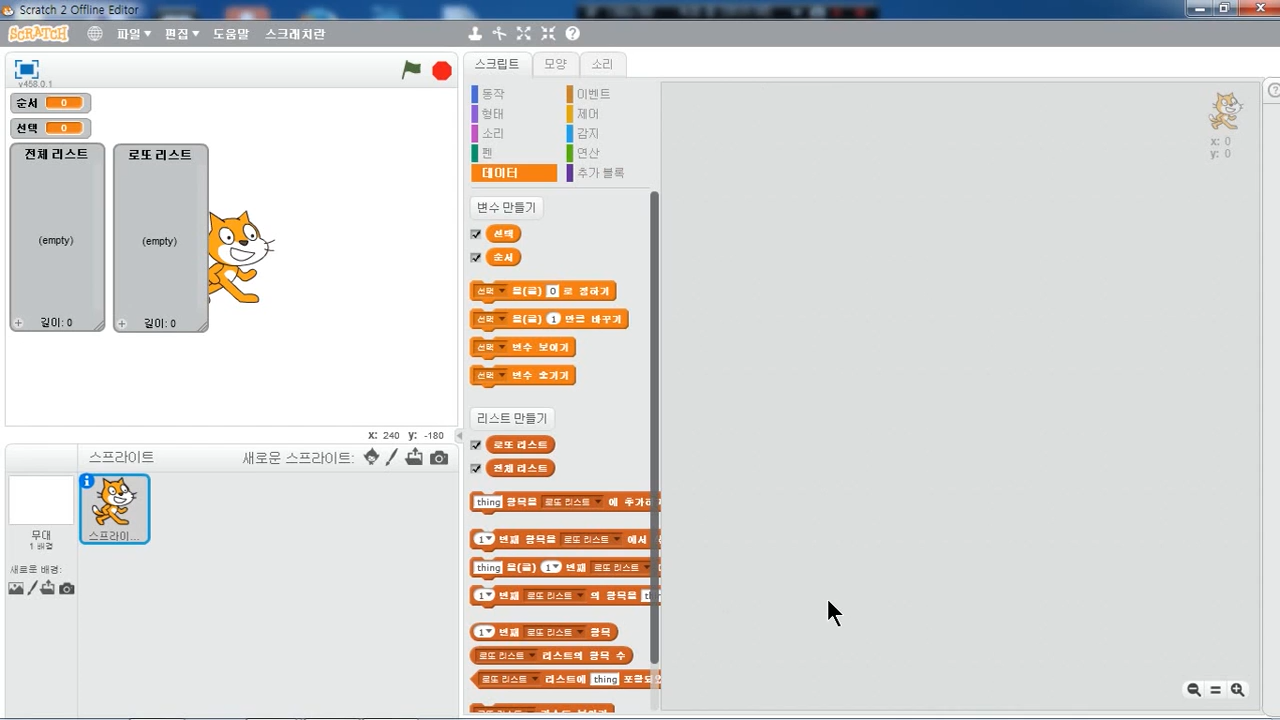 Scratch 2 Offline Editor
SCRATCH 파일 편집 도움말 스크래치란
v458.0.1
순서 0
선택 0
전체 리스트
(empty)
길이: 0
로또 리스트
(empty)
길이: 0
x: 240 y: -180
스프라이트 새로운 스프라이트:
무대
1 배경
새로운 배경:
스프라이...
스크립트 모양 소리
동작 이벤트
형태 제어
소리 감지
펜 연산
데이터 추가 블록
변수 만들기
선택
순서
선택 을(를) 0 로 정하기
선택 을(를) 1 만큼 바꾸기
선택 변수 보이기
선택 변수 숨기기
리스트 만들기
로또 리스트
전체 리스트
thing 항목을 로또 리스트 에 추가하
1 번째 항목을 로또 리스트 에서
thing 을(를) 1 번째 로또 리스트
1 번째 로또 리스트 의 항목을
1 번째 로또 리스트 항목
로또 리스트 리스트의 항목 수
로또 리스트 리스트에 thing 포함되었
x: 0
y: 0